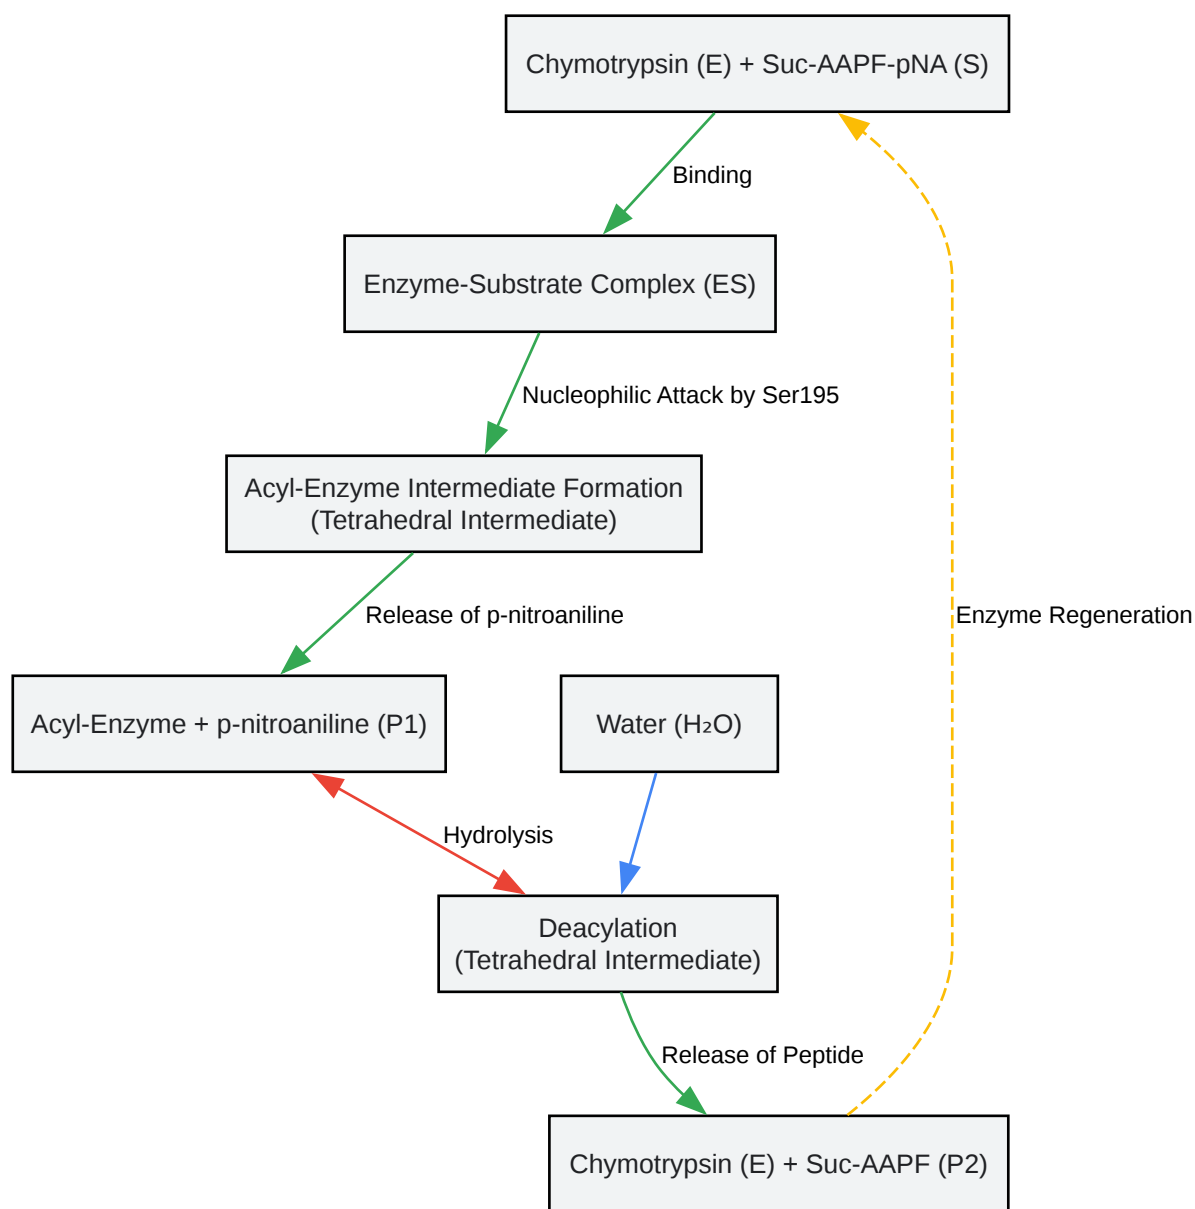 Chymotrypsin (E) + Suc-AAPF-pNA (S)
Binding
Enzyme-Substrate Complex (ES)
Nucleophilic Attack by Ser195
Acyl-Enzyme Intermediate Formation
(Tetrahedral Intermediate)
Release of p-nitroaniline
Enzyme Regeneration
Acyl-Enzyme + p-nitroaniline (P1)
Water (H₂O)
Hydrolysis
Deacylation
(Tetrahedral Intermediate)
Release of Peptide
Chymotrypsin (E) + Suc-AAPF (P2)